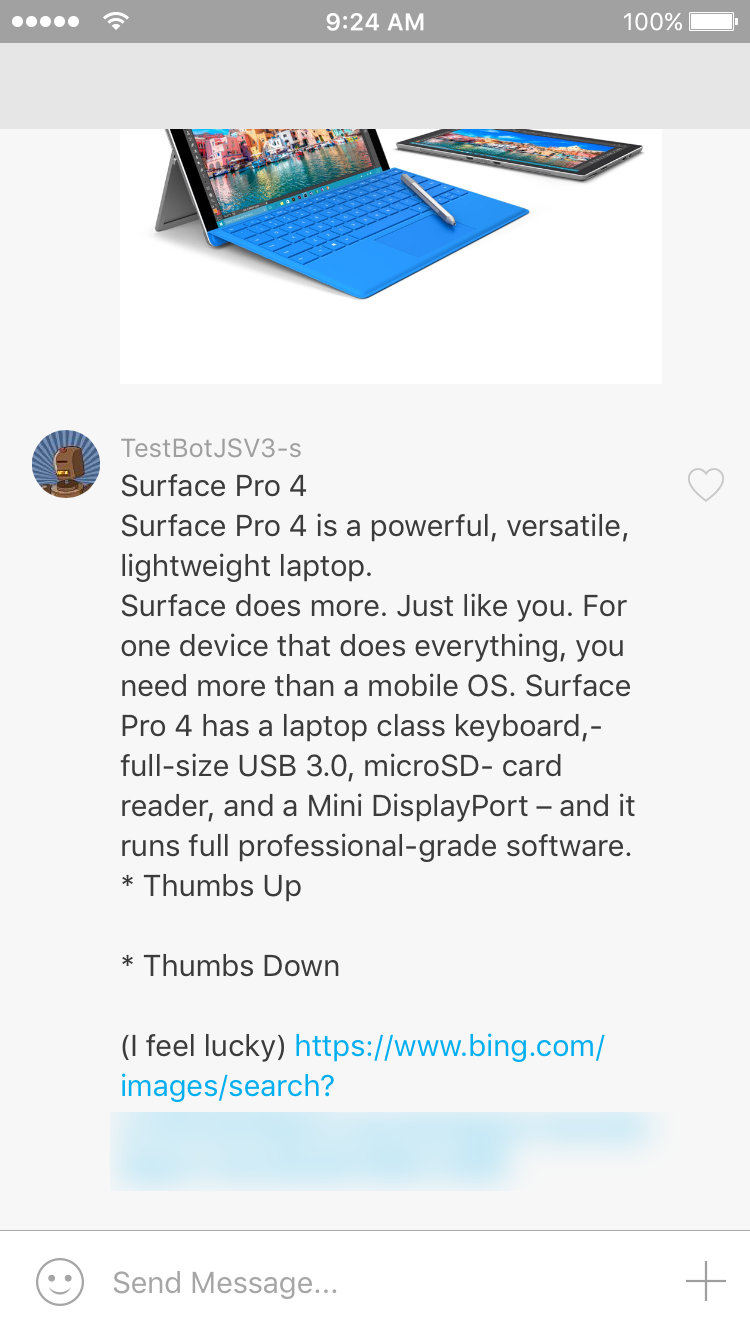 9:24 AM
100%
TestBotJSV3-s
Surface Pro 4
Surface Pro 4 is a powerful, versatile,
lightweight laptop.
Surface does more. Just like you. For
one device that does everything, you
need more than a mobile OS. Surface
Pro 4 has a laptop class keyboard,-
full-size USB 3.0, microSD- card
reader, and a Mini DisplayPort – and it
runs full professional-grade software.
* Thumbs Up
* Thumbs Down
(I feel lucky) https://www.bing.com/
images/search?
Send Message...